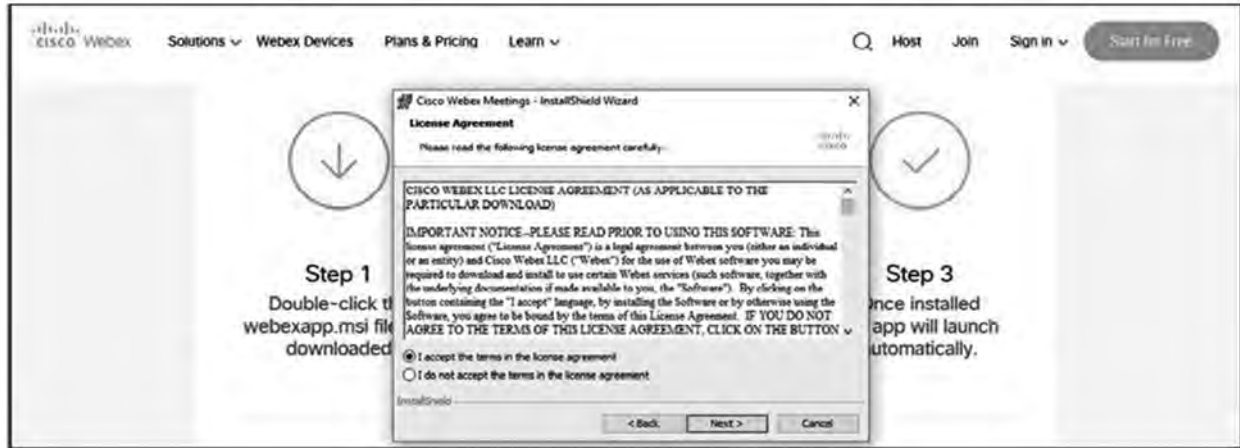 CISCO Webex Solutions Webex Devices Plans & Pricing Learn Host Join Sign in Start for Free
Cisco Webex Meetings - InstallShield Wizard
License Agreement
Please read the following license agreement carefully.
CISCO
CISCO WEBEX LLC LICENSE AGREEMENT (AS APPLICABLE TO THE
PARTICULAR DOWNLOAD)
IMPORTANT NOTICE--PLEASE READ PRIOR TO USING THIS SOFTWARE: This
license agreement ("License Agreement") is a legal agreement between you (either an individual
or an entity) and Cisco Webex LLC ("Webex") for the use of Webex software you may be
required to download and install to use certain Webex services (such software, together with
the underlying documentation if made available to you, the "Software"). By clicking on the
button containing the "I accept" language, by installing the Software or by otherwise using the
Software, you agree to be bound by the terms of this License Agreement. IF YOU DO NOT
AGREE TO THE TERMS OF THIS LICENSE AGREEMENT, CLICK ON THE BUTTON
I accept the terms in the license agreement
I do not accept the terms in the license agreement
InstallShield
< Back
Next >
Cancel
Step 1
Double-click
webexapp.msi
downloaded
Step 3
installed
app will launch
automatically.